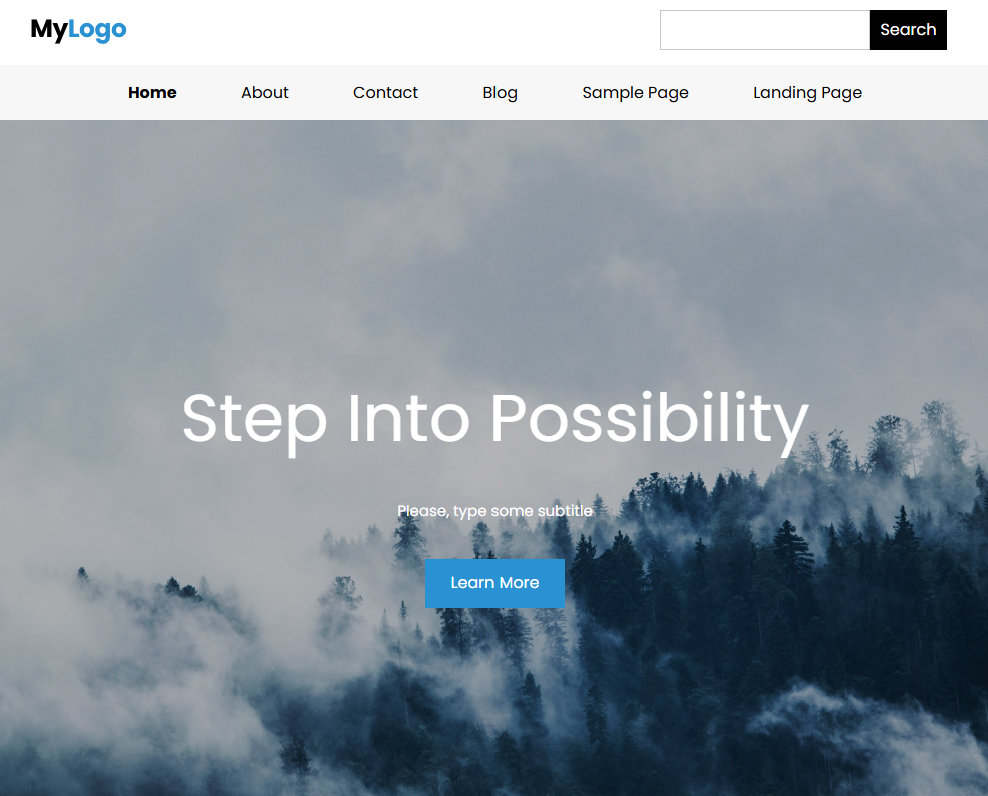 MyLogo
Search
Home About Contact Blog Sample Page Landing Page
Step Into Possibility
Please, type some subtitle
Learn More